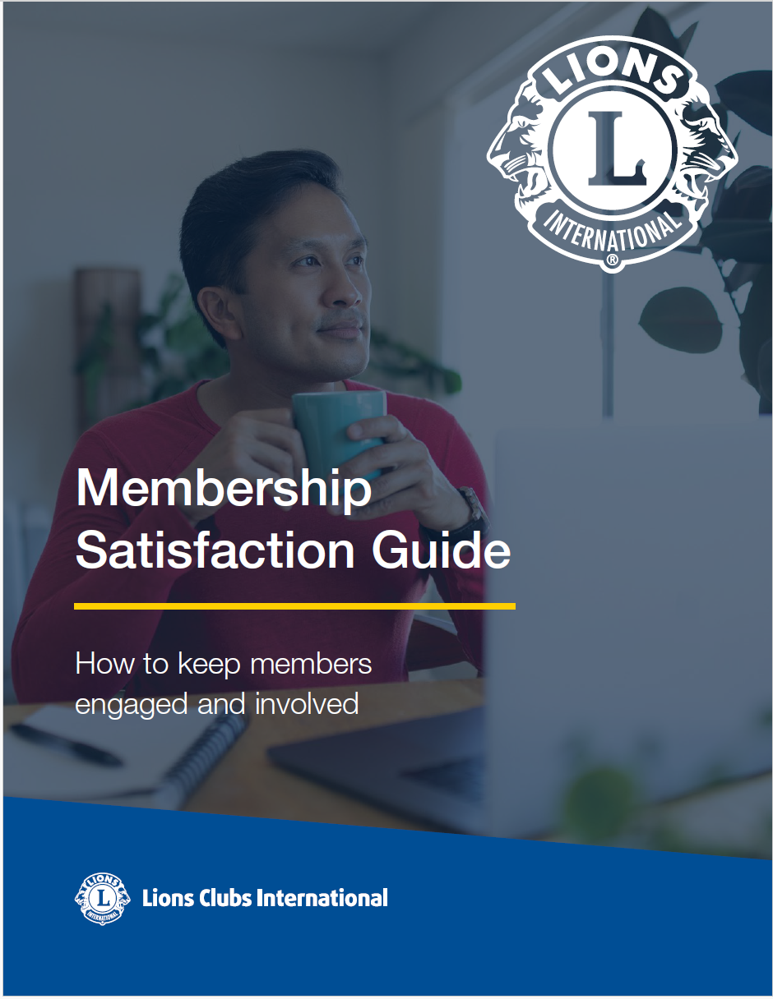 LIONS
L
INTERNATIONAL
®
Membership
Satisfaction Guide
How to keep members
engaged and involved
LIONS
L
INTERNATIONAL
Lions Clubs International